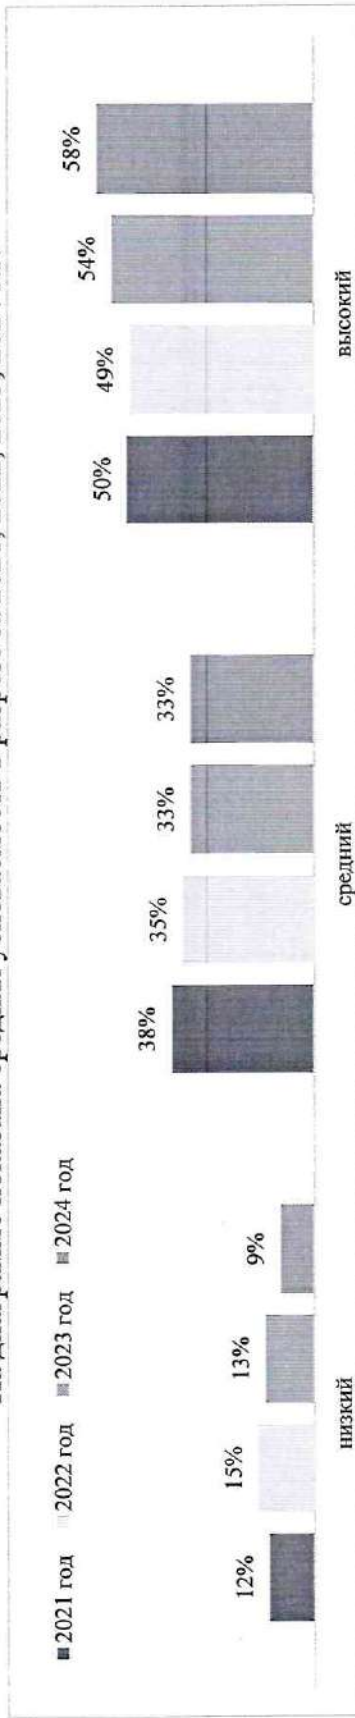 2021 год 2022 год 2023 год 2024 год
12% 15% 13% 9%
38% 35% 33% 33%
50% 49% 54% 58%
низкий средний высокий